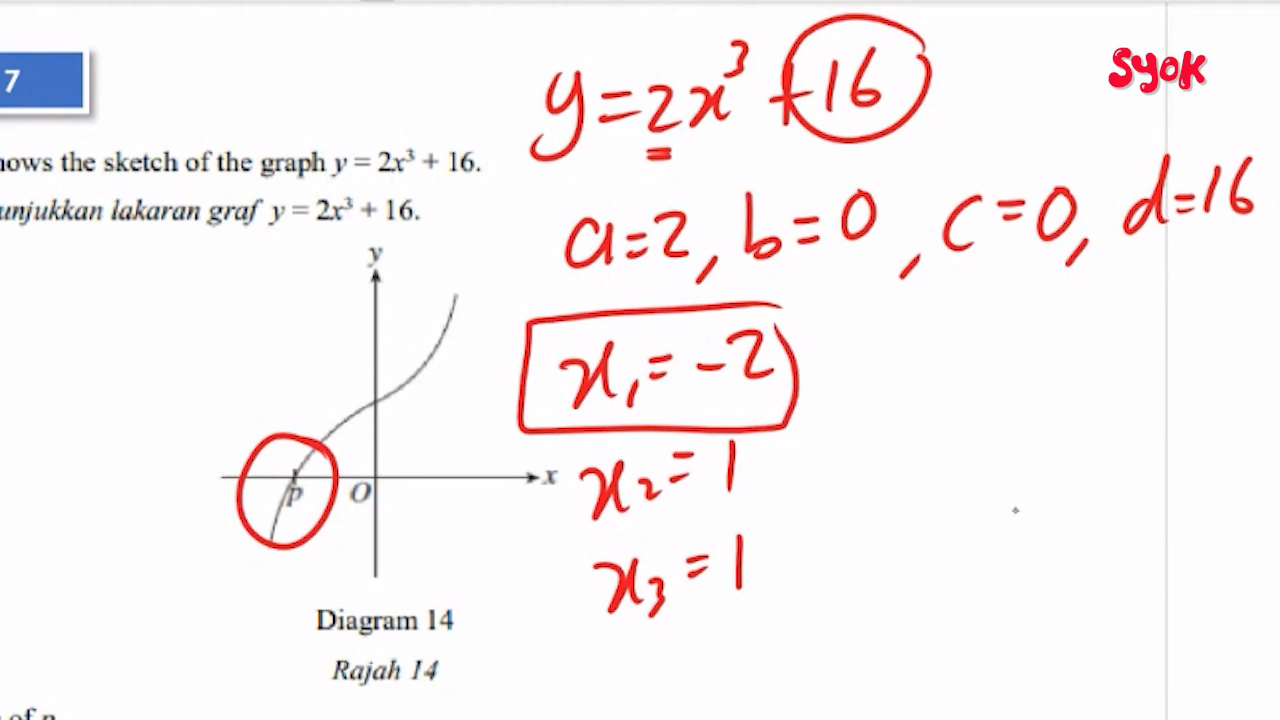 7
Syok
y = 2x³ + 16
hows the sketch of the graph y = 2x³ + 16.
unjukkan lakaran graf y = 2x³ + 16.
a=2, b=0, c=0, d=16
y
x₁ = -2
p O x
x₂ = 1
x₃ = 1
Diagram 14
Rajah 14
of p